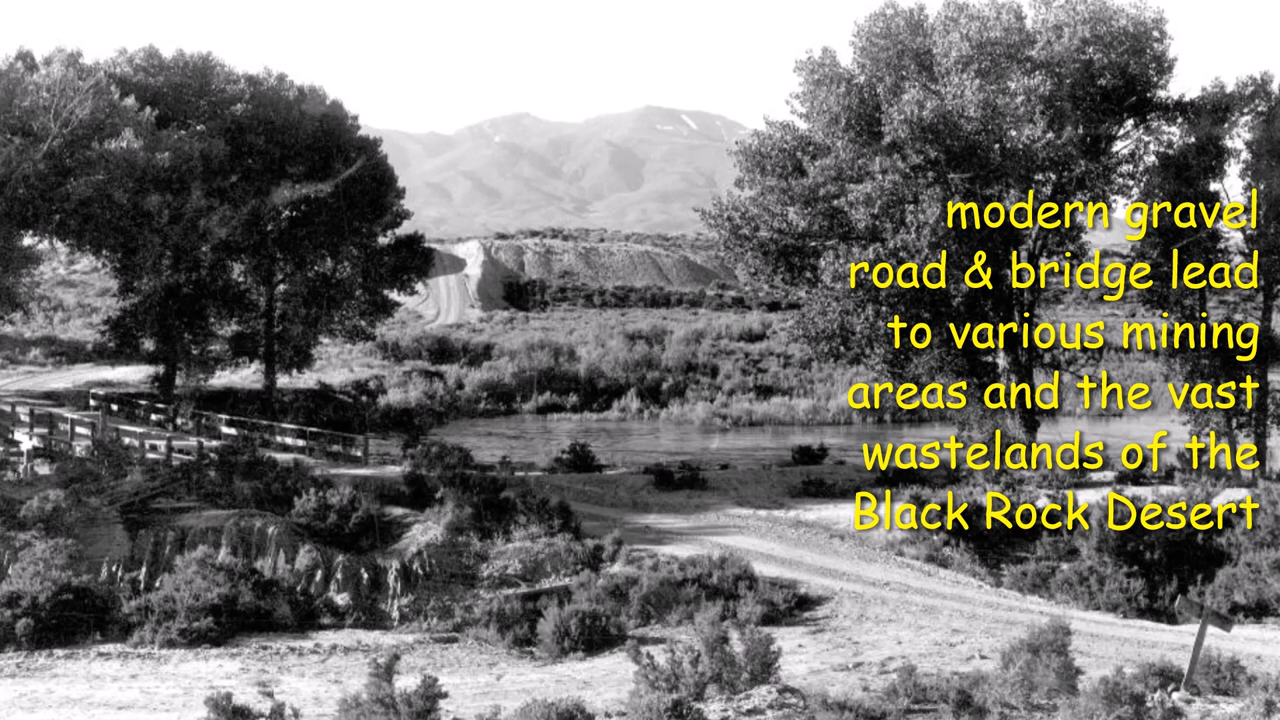 modern gravel
road & bridge lead
to various mining
areas and the vast
wastelands of the
Black Rock Desert